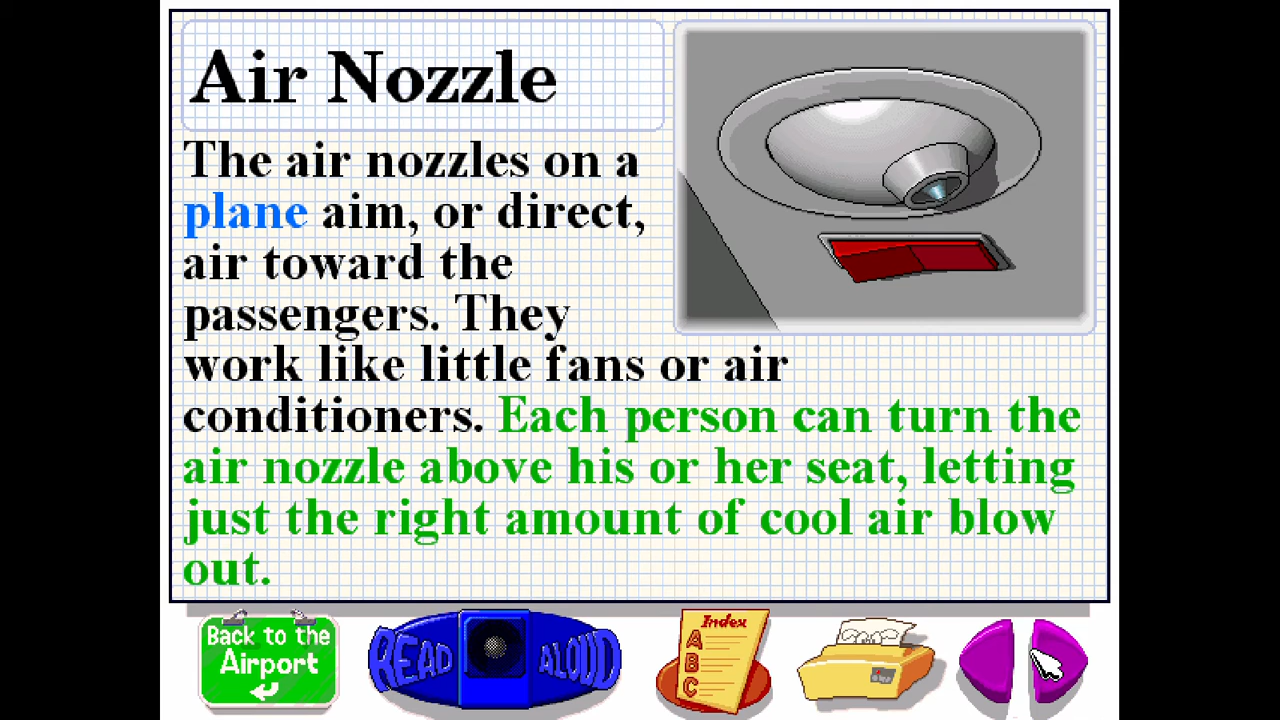 Air Nozzle
The air nozzles on a
plane aim, or direct,
air toward the
passengers. They
work like little fans or air
conditioners. Each person can turn the
air nozzle above his or her seat, letting
just the right amount of cool air blow
out.
Back to the
Airport
READ ALOUD
Index
A
B
C